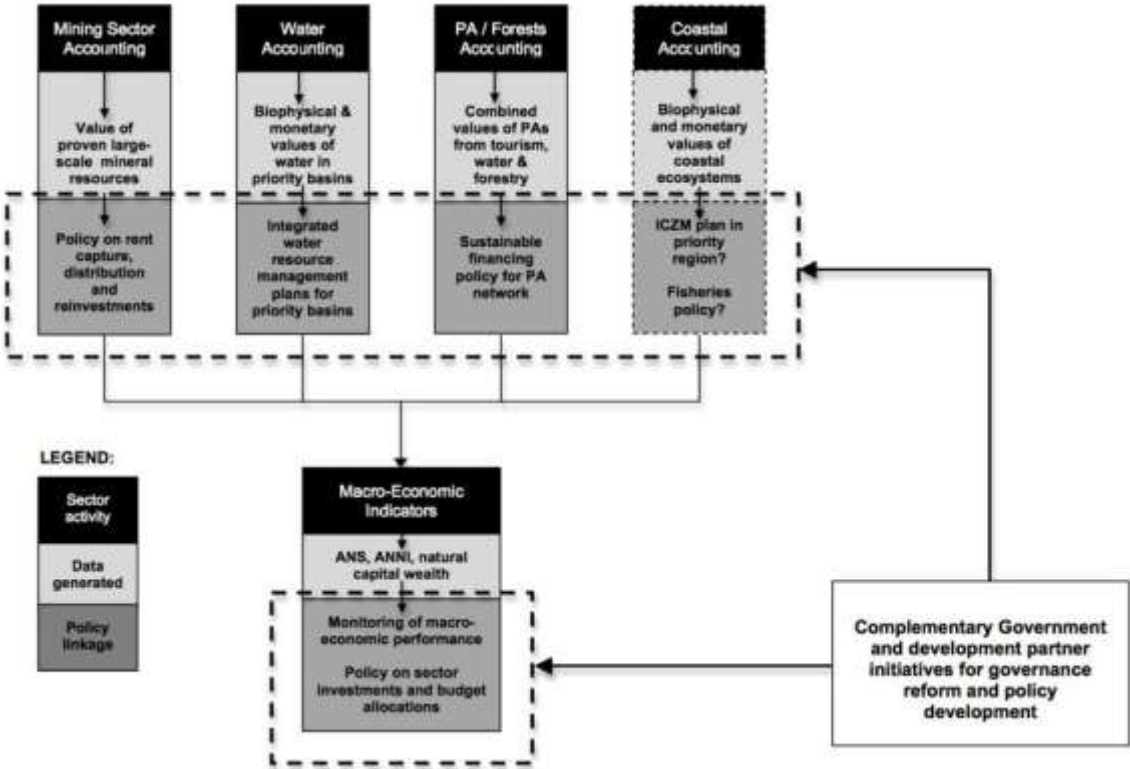 Mining Sector
Accounting
Value of
proven large-
scale mineral
resources
Policy on rent
capture,
distribution
and
reinvestments
Water
Accounting
Biophysical &
monetary
values of
water in
priority basins
Integrated
water
resource
management
plans for
priority basins
PA / Forests
Accounting
Combined
values of PAs
from tourism,
water &
forestry
Sustainable
financing
policy for PA
network
Coastal
Accounting
Biophysical
and monetary
values of
coastal
ecosystems
ICZM plan in
priority
region?
Fisheries
policy?
LEGEND:
Sector
activity
Data
generated
Policy
linkage
Macro-Economic
Indicators
ANS, ANNI, natural
capital wealth
Monitoring of macro-
economic performance
Policy on sector
investments and budget
allocations
Complementary Government
and development partner
initiatives for governance
reform and policy
development